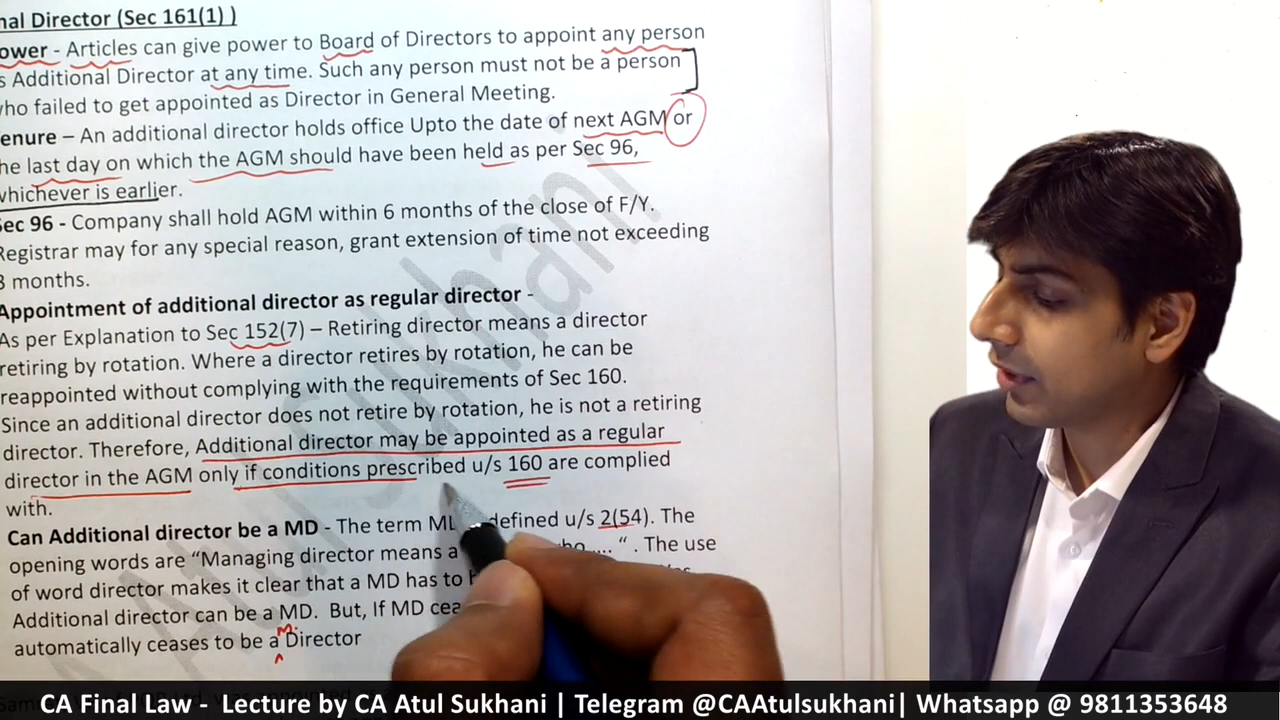 nal Director (Sec 161(1) )
ower - Articles can give power to Board of Directors to appoint any person
s Additional Director at any time. Such any person must not be a person
who failed to get appointed as Director in General Meeting.
enure – An additional director holds office Upto the date of next AGM or
he last day on which the AGM should have been held as per Sec 96,
whichever is earlier.
Sec 96 - Company shall hold AGM within 6 months of the close of F/Y.
Registrar may for any special reason, grant extension of time not exceeding
3 months.
Appointment of additional director as regular director -
As per Explanation to Sec 152(7) – Retiring director means a director
retiring by rotation. Where a director retires by rotation, he can be
reappointed without complying with the requirements of Sec 160.
Since an additional director does not retire by rotation, he is not a retiring
director. Therefore, Additional director may be appointed as a regular
director in the AGM only if conditions prescribed u/s 160 are complied
with.
Can Additional director be a MD - The term MD defined u/s 2(54). The
opening words are “Managing director means a who .... “ . The use
of word director makes it clear that a MD has to
Additional director can be a MD. But, If MD cea
automatically ceases to be a M. Director
Atul Sukhani
CA Final Law - Lecture by CA Atul Sukhani | Telegram @CAAtulsukhani| Whatsapp @ 9811353648